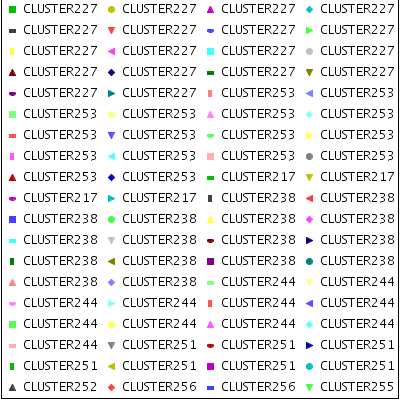 CLUSTER227 CLUSTER227 CLUSTER227 CLUSTER227
CLUSTER227 CLUSTER227 CLUSTER227 CLUSTER227
CLUSTER227 CLUSTER227 CLUSTER227 CLUSTER227
CLUSTER227 CLUSTER227 CLUSTER227 CLUSTER227
CLUSTER227 CLUSTER227 CLUSTER253 CLUSTER253
CLUSTER253 CLUSTER253 CLUSTER253 CLUSTER253
CLUSTER253 CLUSTER253 CLUSTER253 CLUSTER253
CLUSTER253 CLUSTER253 CLUSTER253 CLUSTER253
CLUSTER253 CLUSTER253 CLUSTER217 CLUSTER217
CLUSTER217 CLUSTER217 CLUSTER238 CLUSTER238
CLUSTER238 CLUSTER238 CLUSTER238 CLUSTER238
CLUSTER238 CLUSTER238 CLUSTER238 CLUSTER238
CLUSTER238 CLUSTER238 CLUSTER238 CLUSTER238
CLUSTER238 CLUSTER238 CLUSTER244 CLUSTER244
CLUSTER244 CLUSTER244 CLUSTER244 CLUSTER244
CLUSTER244 CLUSTER244 CLUSTER244 CLUSTER244
CLUSTER244 CLUSTER251 CLUSTER251 CLUSTER251
CLUSTER251 CLUSTER251 CLUSTER251 CLUSTER251
CLUSTER252 CLUSTER256 CLUSTER256 CLUSTER255